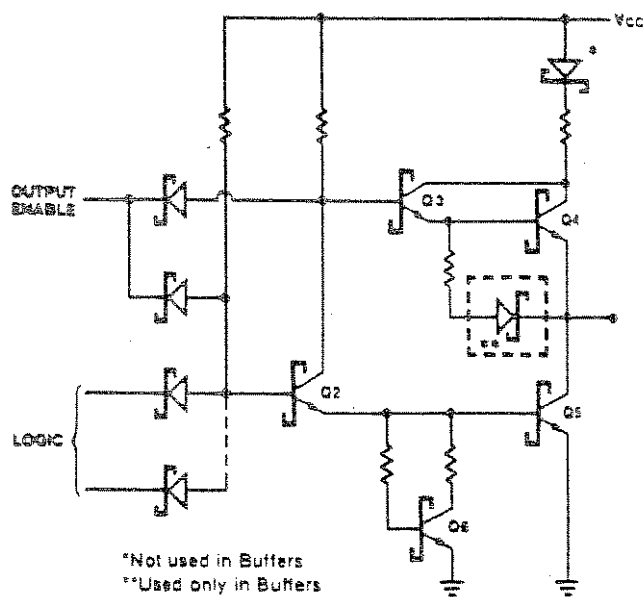 VCC
*
OUTPUT
ENABLE
Q3
Q4
**
Q2
Q5
LOGIC
Q6
*Not used in Buffers
**Used only in Buffers